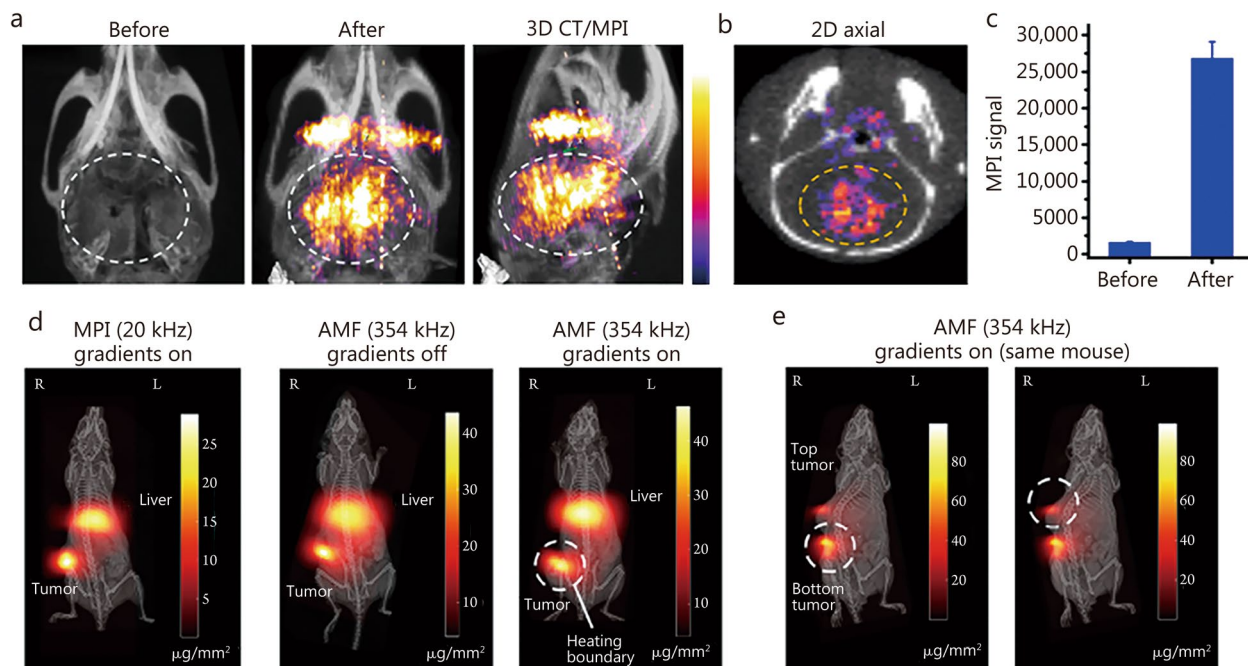 a
Before
After
3D CT/MPI
b
2D axial
c
MPI signal
30,000
25,000
20,000
15,000
10,000
5000
0
Before
After
d
MPI (20 kHz)
gradients on
R
L
25
20
15
10
5
Liver
Tumor
μg/mm²
AMF (354 kHz)
gradients off
R
L
40
30
20
10
Liver
Tumor
μg/mm²
AMF (354 kHz)
gradients on
R
L
40
30
20
10
Liver
Tumor
Heating
boundary
μg/mm²
e
AMF (354 kHz)
gradients on (same mouse)
R
L
80
60
40
20
Top
tumor
Bottom
tumor
μg/mm²
R
L
80
60
40
20
μg/mm²